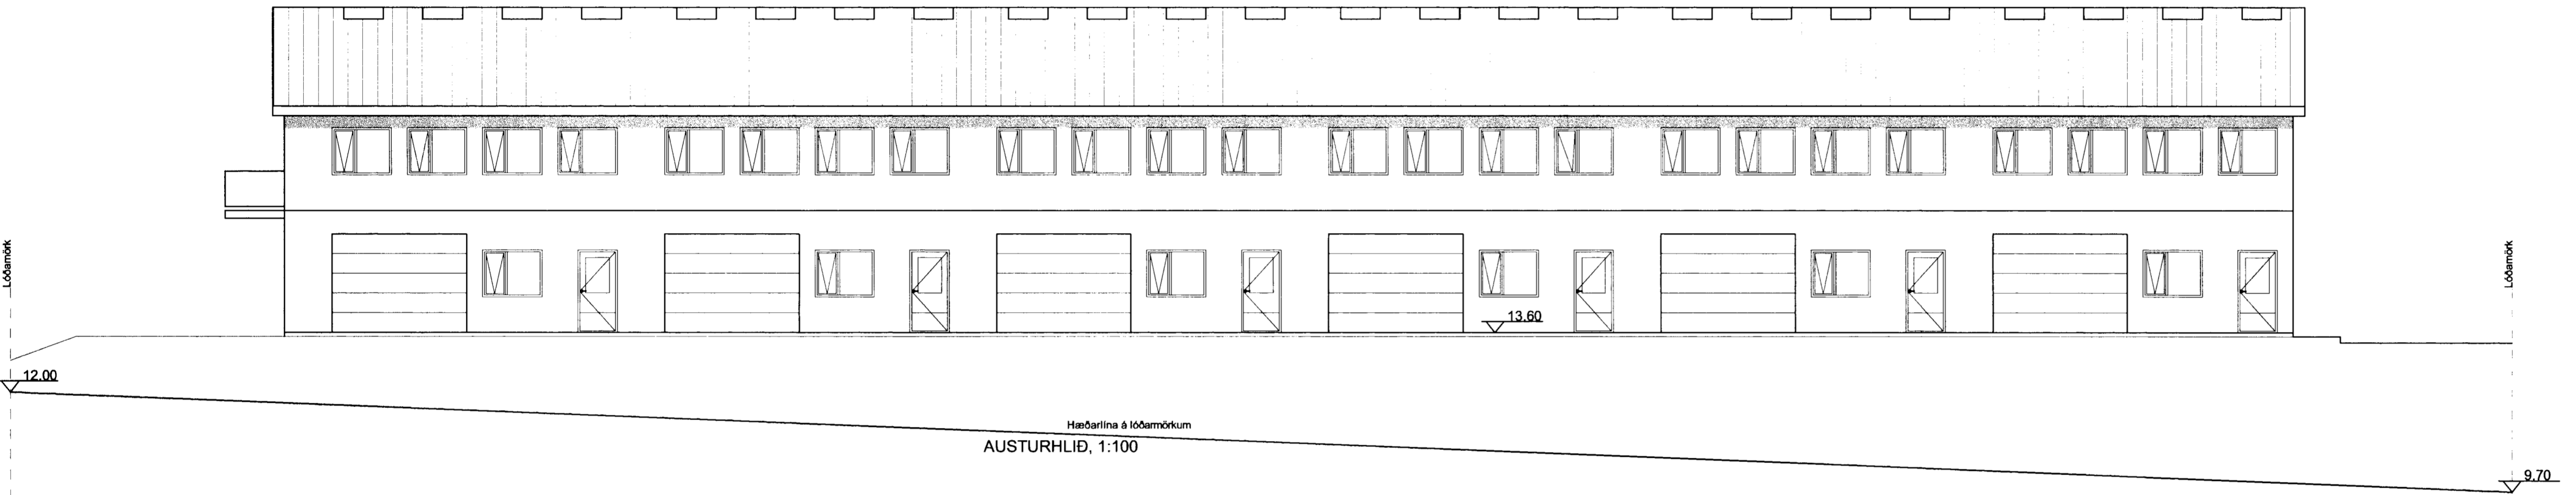 Lóðamörk
Lóðamörk
13.60
12.00
Hæðarlína á lóðarmörkum
AUSTURHLIÐ, 1:100
9.70